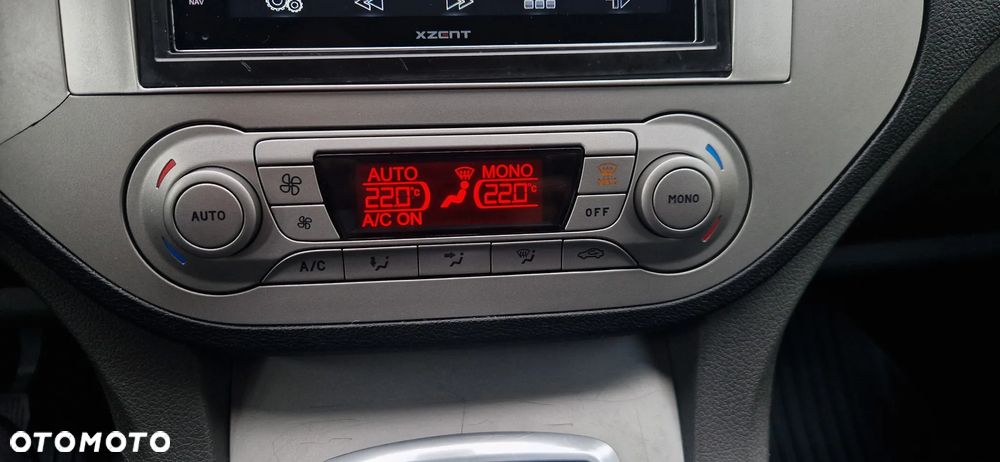 NAV
XZENT
AUTO MONO
22.0°C 22.0°C
A/C ON
AUTO
MONO
OFF
A/C
OTOMOTO